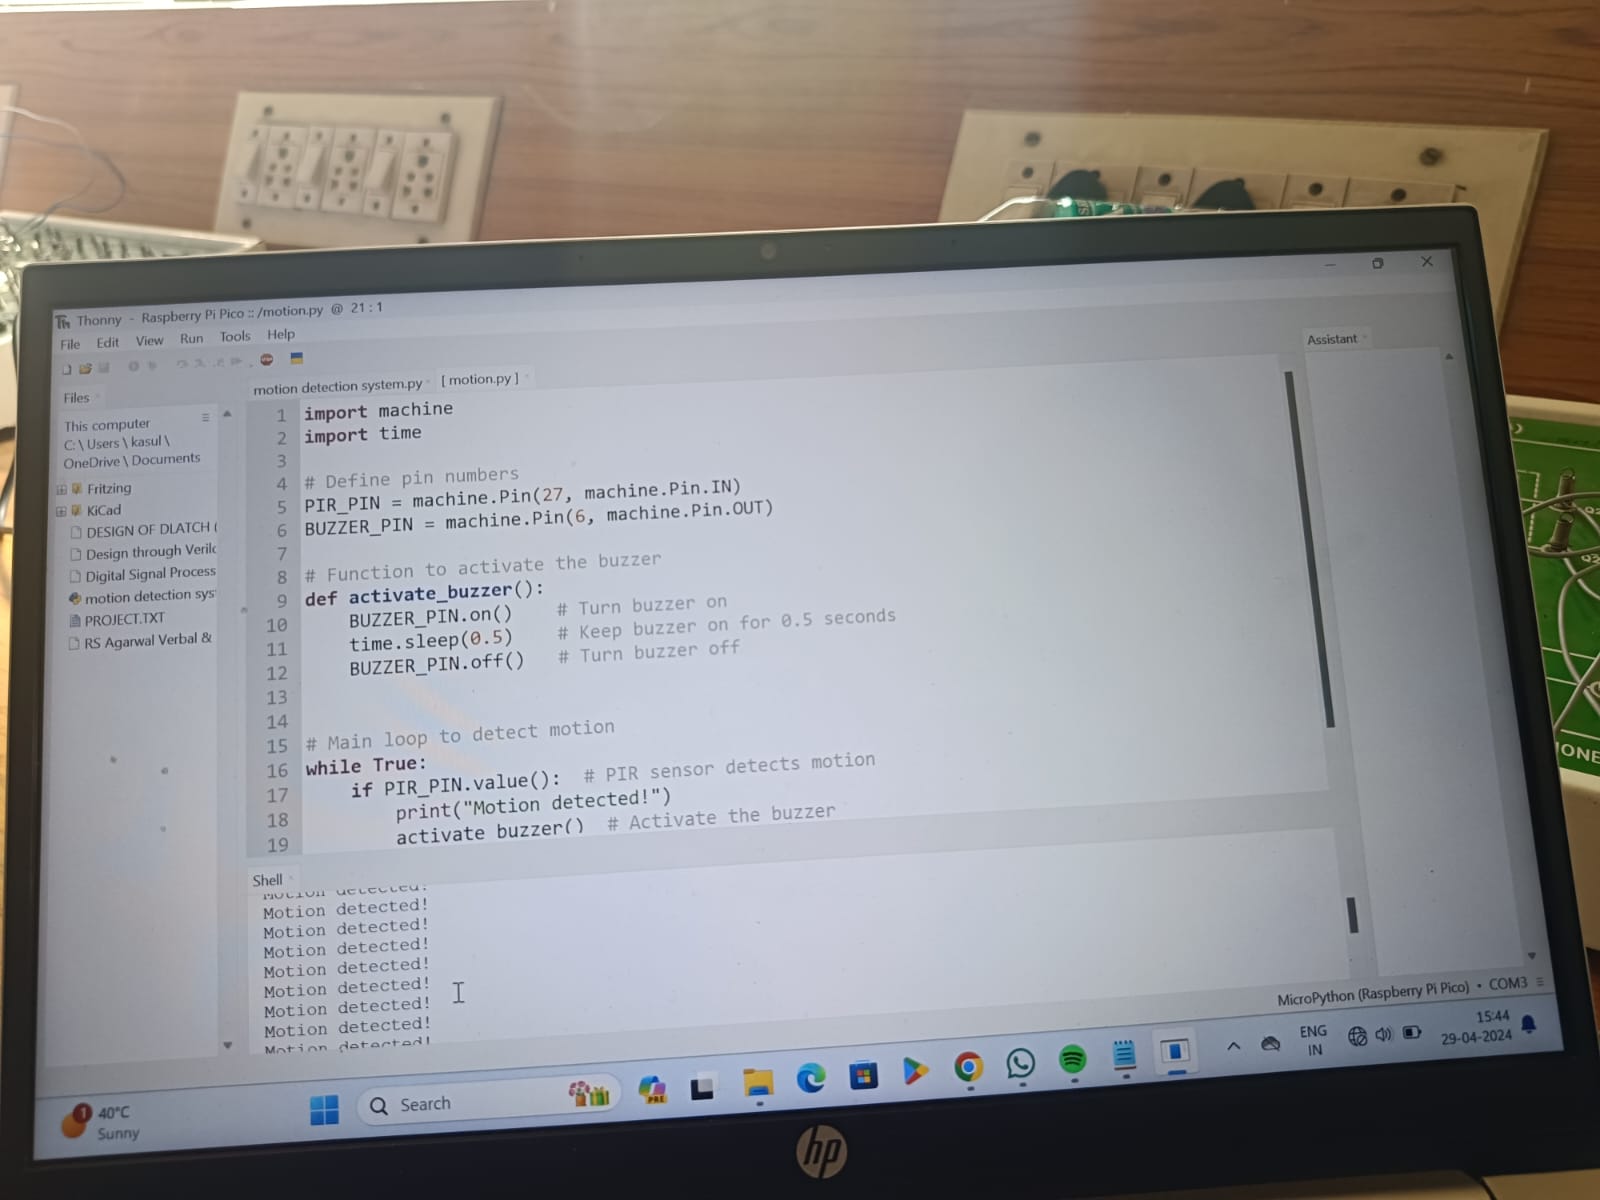 Thonny - Raspberry Pi Pico :: /motion.py @ 21 : 1
File Edit View Run Tools Help
Files
This computer
C: \ Users \ kasul \
OneDrive \ Documents
Fritzing
KiCad
DESIGN OF DLATCH (
Design through Verilo
Digital Signal Process
motion detection sys
PROJECT.TXT
RS Agarwal Verbal &
motion detection system.py [ motion.py ]
1 import machine
2 import time
3
4 # Define pin numbers
5 PIR_PIN = machine.Pin(27, machine.Pin.IN)
6 BUZZER_PIN = machine.Pin(6, machine.Pin.OUT)
7
8 # Function to activate the buzzer
9 def activate_buzzer():
10 BUZZER_PIN.on() # Turn buzzer on
11 time.sleep(0.5) # Keep buzzer on for 0.5 seconds
12 BUZZER_PIN.off() # Turn buzzer off
13
14
15 # Main loop to detect motion
16 while True:
17 if PIR_PIN.value(): # PIR sensor detects motion
18 print("Motion detected!")
19 activate buzzer() # Activate the buzzer
Assistant
Shell
Motion detected!
Motion detected!
Motion detected!
Motion detected!
Motion detected!
Motion detected!
Motion detected!
Motion detected!
Motion detected!
MicroPython (Raspberry Pi Pico) • COM3
1
40°C
Sunny
Search
PRE
ENG
IN
15:44
29-04-2024
hp